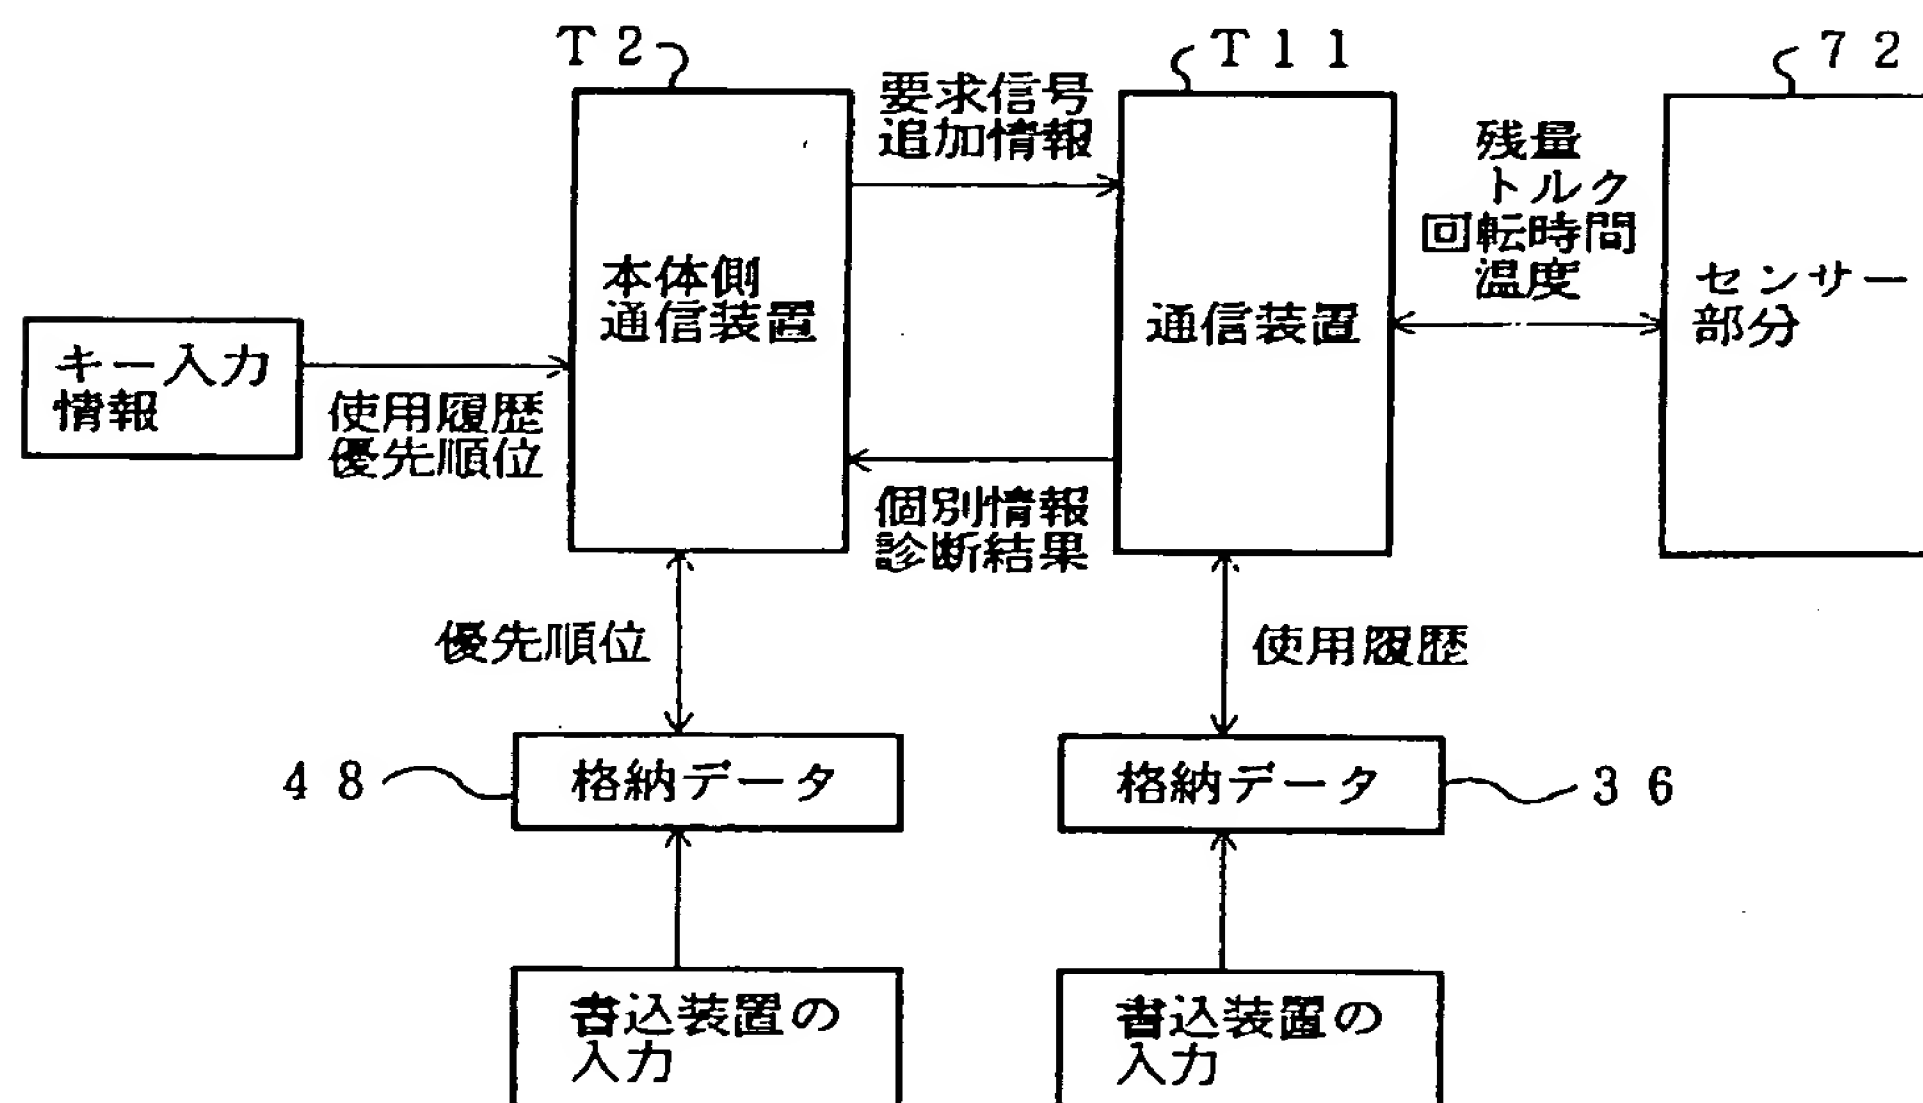 T2
T11
72
要求信号
追加情報
残量
トルク
回転時間
温度
本体側
通信装置
通信装置
センサー
部分
キー入力
情報
使用履歴
優先順位
個別情報
診断結果
優先順位
使用履歴
48
格納データ
格納データ
36
書込装置の
入力
書込装置の
入力